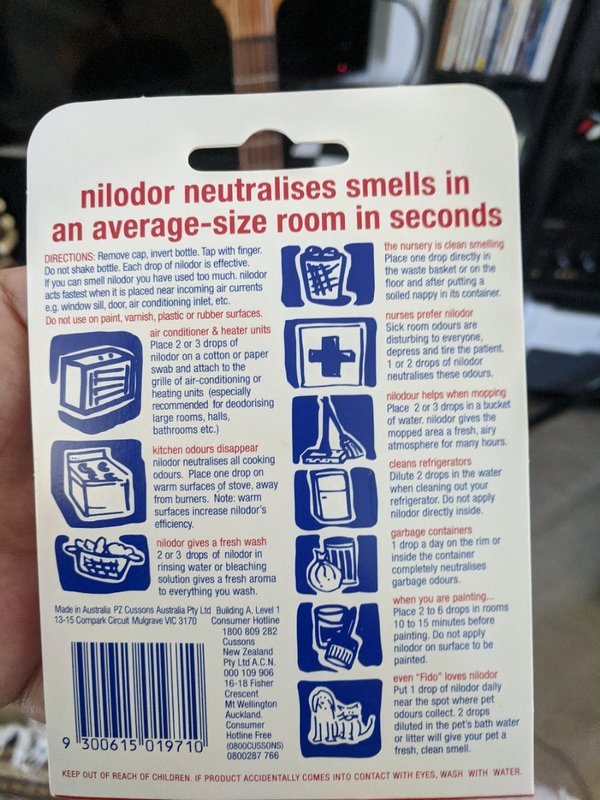 nilodor neutralises smells in
an average-size room in seconds
DIRECTIONS: Remove cap, invert bottle. Tap with finger.
Do not shake bottle. Each drop of nilodor is effective.
If you can smell nilodor you have used too much. nilodor
acts fastest when it is placed near incoming air currents
e.g. window sill, door, air conditioning inlet, etc.
Do not use on paint, varnish, plastic or rubber surfaces.
air conditioner & heater units
Place 2 or 3 drops of
nilodor on a cotton or paper
swab and attach to the
grille of air-conditioning or
heating units (especially
recommended for deodorising
large rooms, halls,
bathrooms etc.)
kitchen odours disappear
nilodor neutralises all cooking
odours. Place one drop on
warm surfaces of stove, away
from burners. Note: warm
surfaces increase nilodor's
efficiency.
nilodor gives a fresh wash
2 or 3 drops of nilodor in
rinsing water or bleaching
solution gives a fresh aroma
to everything you wash.
the nursery is clean smelling
Place one drop directly in
the waste basket or on the
floor and after putting a
soiled nappy in its container.
nurses prefer nilodor
Sick room odours are
disturbing to everyone,
depress and tire the patient.
1 or 2 drops of nilodor
neutralises these odours.
nilodour helps when mopping
Place 2 or 3 drops in a bucket
of water. nilodor gives the
mopped area a fresh, airy
atmosphere for many hours.
cleans refrigerators
Dilute 2 drops in the water
when cleaning out your
refrigerator. Do not apply
nilodor directly inside.
garbage containers
1 drop a day on the rim or
inside the container
completely neutralises
garbage odours.
when you are painting...
Place 2 to 6 drops in rooms
10 to 15 minutes before
painting. Do not apply
nilodor on surface to be
painted.
even "Fido" loves nilodor
Put 1 drop of nilodor daily
near the spot where pet
odours collect. 2 drops
diluted in the pet's bath water
or litter will give your pet a
fresh, clean smell.
Made in Australia PZ Cussons Australia Pty Ltd Building A, Level 1
13-15 Compark Circuit Mulgrave VIC 3170 Consumer Hotline
1800 809 282
Cussons
New Zealand
Pty Ltd A.C.N.
000 109 906
16-18 Fisher
Crescent
Mt Wellington
Auckland.
Consumer
Hotline Free
(0800CUSSONS)
0800287 766
9 300615 019710
KEEP OUT OF REACH OF CHILDREN. IF PRODUCT ACCIDENTALLY COMES INTO CONTACT WITH EYES, WASH WITH WATER.